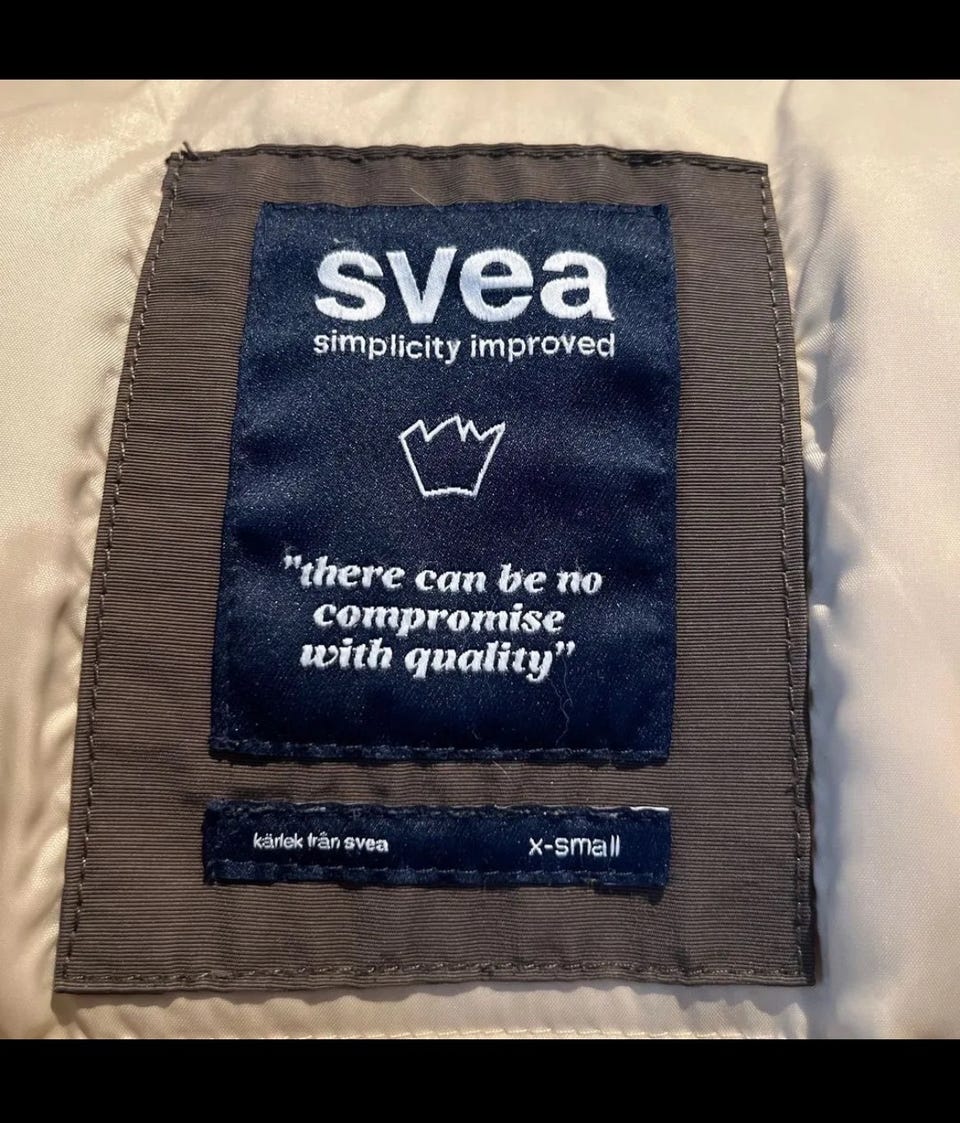 svea
simplicity improved
"there can be no
compromise
with quality"
kärlek från svea
x-small